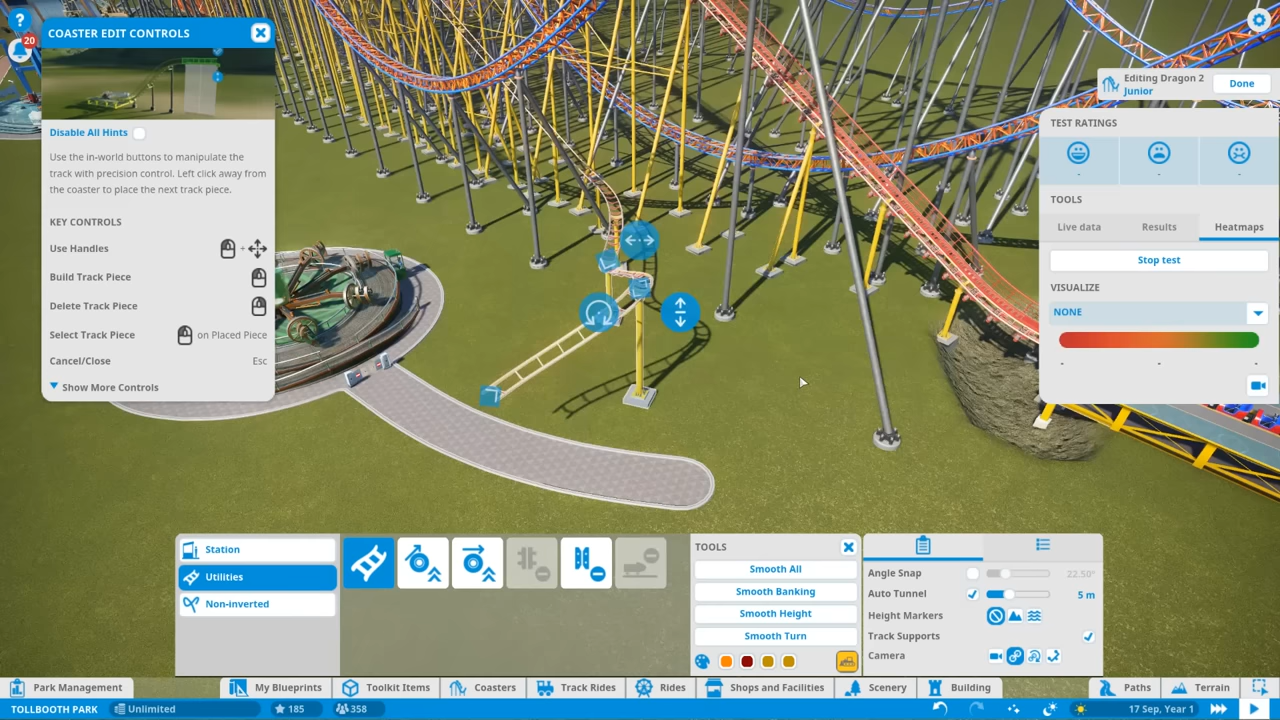 ?
20
COASTER EDIT CONTROLS
Disable All Hints
Use the in-world buttons to manipulate the
track with precision control. Left click away from
the coaster to place the next track piece.
KEY CONTROLS
Use Handles
+
Build Track Piece
Delete Track Piece
Select Track Piece
on Placed Piece
Cancel/Close
Esc
Show More Controls
Editing Dragon 2
Junior
Done
TEST RATINGS
-
-
-
TOOLS
Live data
Results
Heatmaps
Stop test
VISUALIZE
NONE
-
-
-
Station
Utilities
Non-inverted
TOOLS
Smooth All
Smooth Banking
Smooth Height
Smooth Turn
Angle Snap
22.50°
Auto Tunnel
5 m
Height Markers
Track Supports
Camera
Park Management
My Blueprints
Toolkit Items
Coasters
Track Rides
Rides
Shops and Facilities
Scenery
Building
Paths
Terrain
TOLLBOOTH PARK
Unlimited
185
358
17 Sep, Year 1